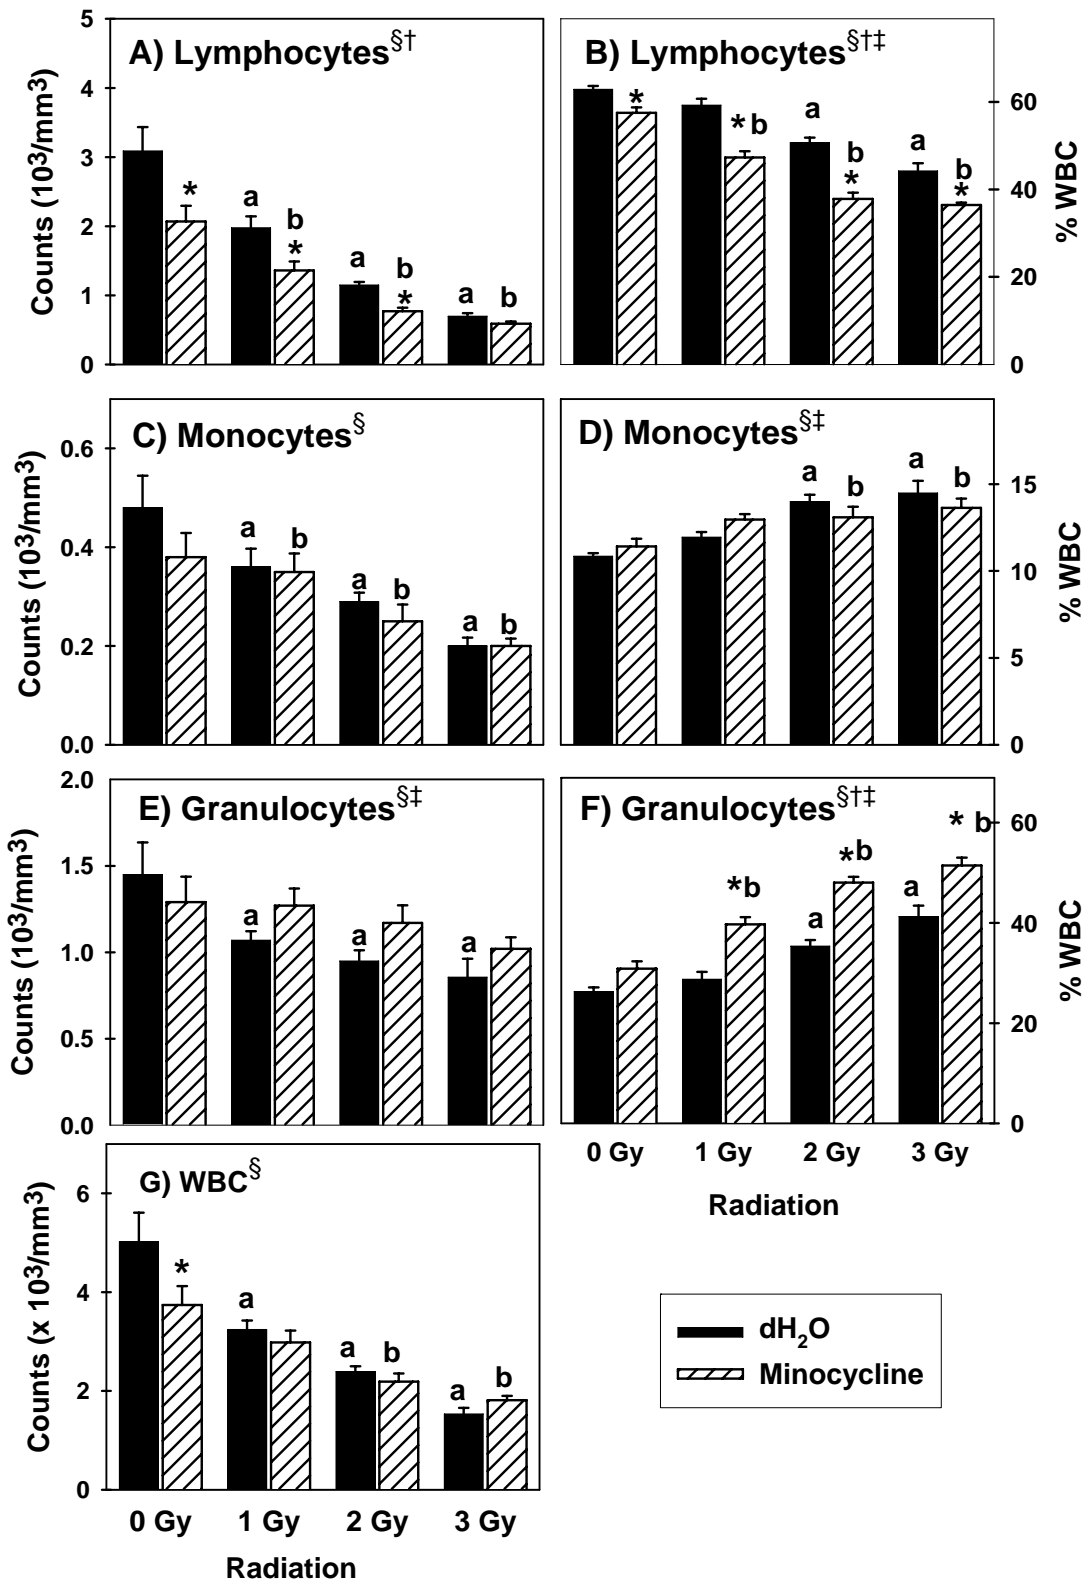 A) Lymphocytes§†
Counts (10³/mm³)
5
4
3
2
1
0
*
a
b
*
a
b
*
a
b
B) Lymphocytes§†‡
% WBC
60
40
20
0
*
* b
a
b
*
a
b
*
C) Monocytes§
Counts (10³/mm³)
0.6
0.4
0.2
0.0
a
b
a
b
a
b
D) Monocytes§‡
% WBC
15
10
5
0
a
b
a
b
E) Granulocytes§‡
Counts (10³/mm³)
2.0
1.5
1.0
0.5
0.0
a
a
a
F) Granulocytes§†‡
% WBC
60
40
20
0
*b
a
*b
a
* b
0 Gy 1 Gy 2 Gy 3 Gy
Radiation
G) WBC§
Counts (x 10³/mm³)
6
4
2
0
*
a
a
b
a
b
0 Gy 1 Gy 2 Gy 3 Gy
Radiation
dH₂O
Minocycline